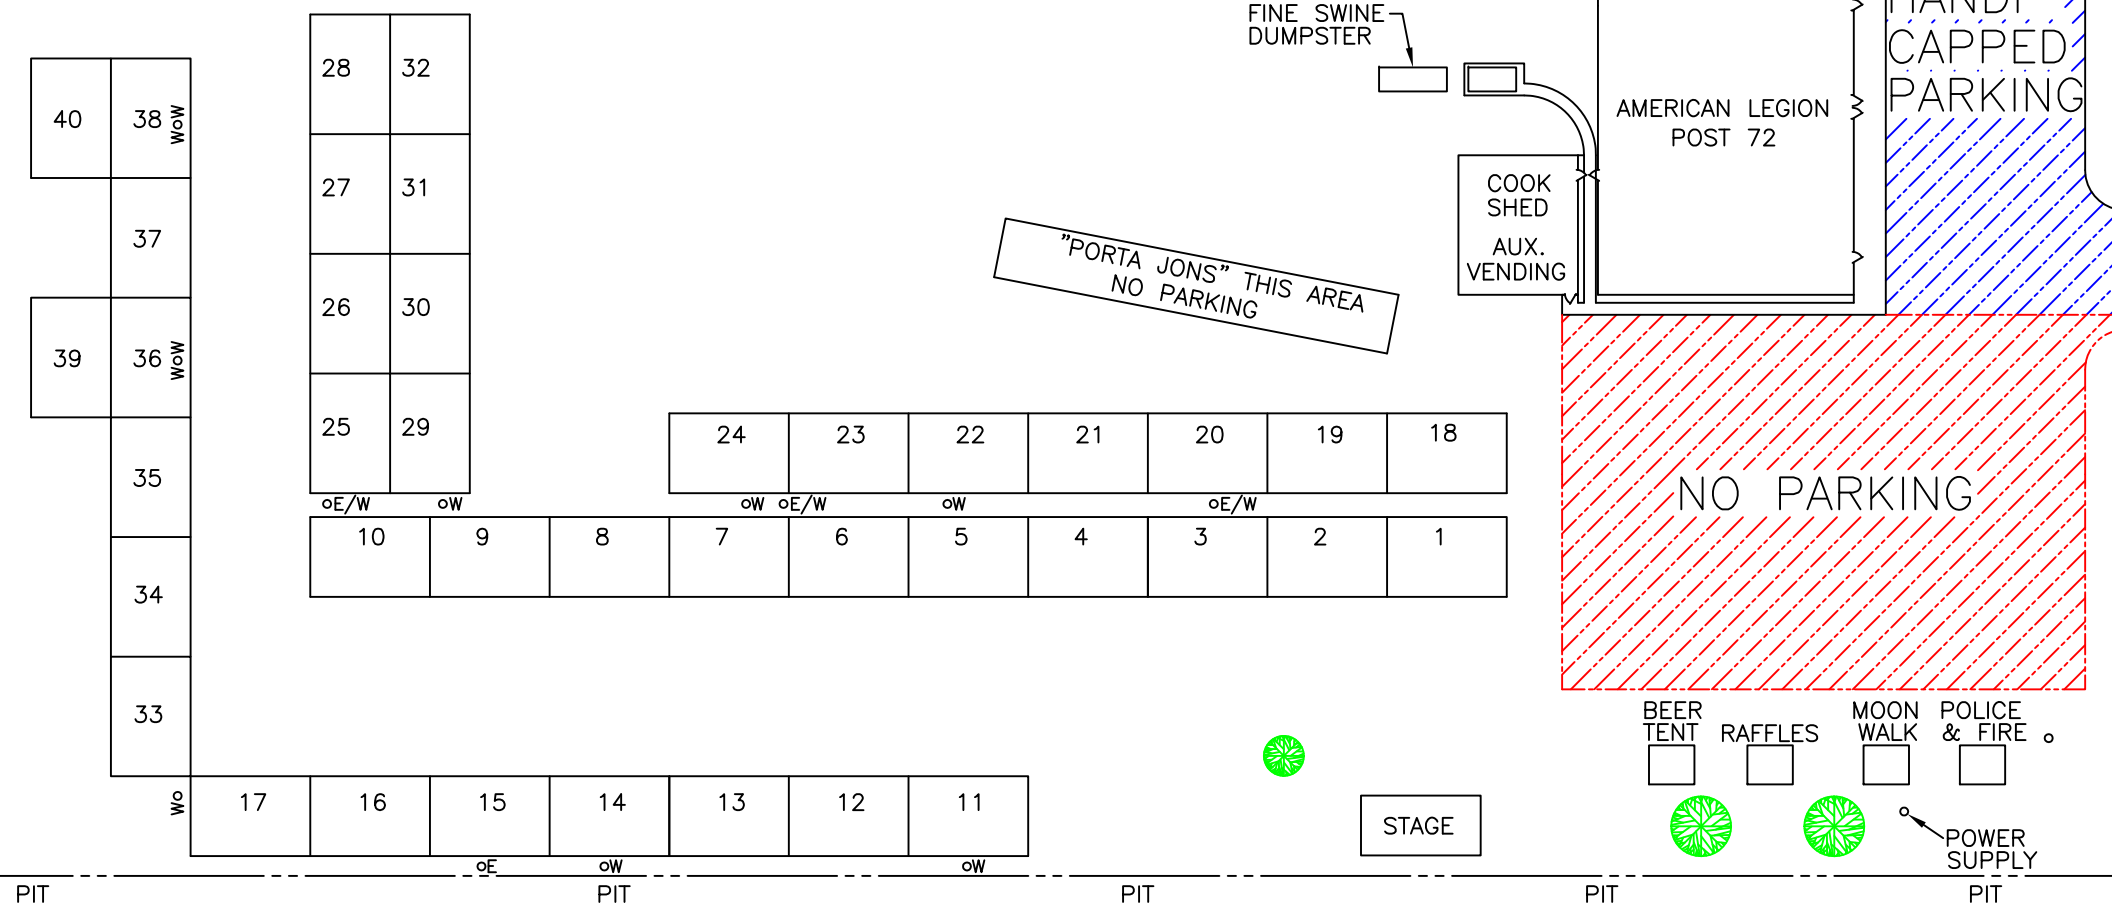 HANDI
CAPPED
PARKING
FINE SWINE
DUMPSTER
28
32
40
38
WoW
AMERICAN LEGION
POST 72
27
31
COOK
SHED
37
AUX.
VENDING
"PORTA JONS" THIS AREA
NO PARKING
26
30
39
36
WoW
25
29
24
23
22
21
20
19
18
35
NO PARKING
oE/W
oW
oW
oE/W
oW
oE/W
10
9
8
7
6
5
4
3
2
1
34
33
BEER
TENT
RAFFLES
MOON
WALK
POLICE
& FIRE
Wo
17
16
15
14
13
12
11
STAGE
POWER
SUPPLY
oE
oW
oW
PIT
PIT
PIT
PIT
PIT